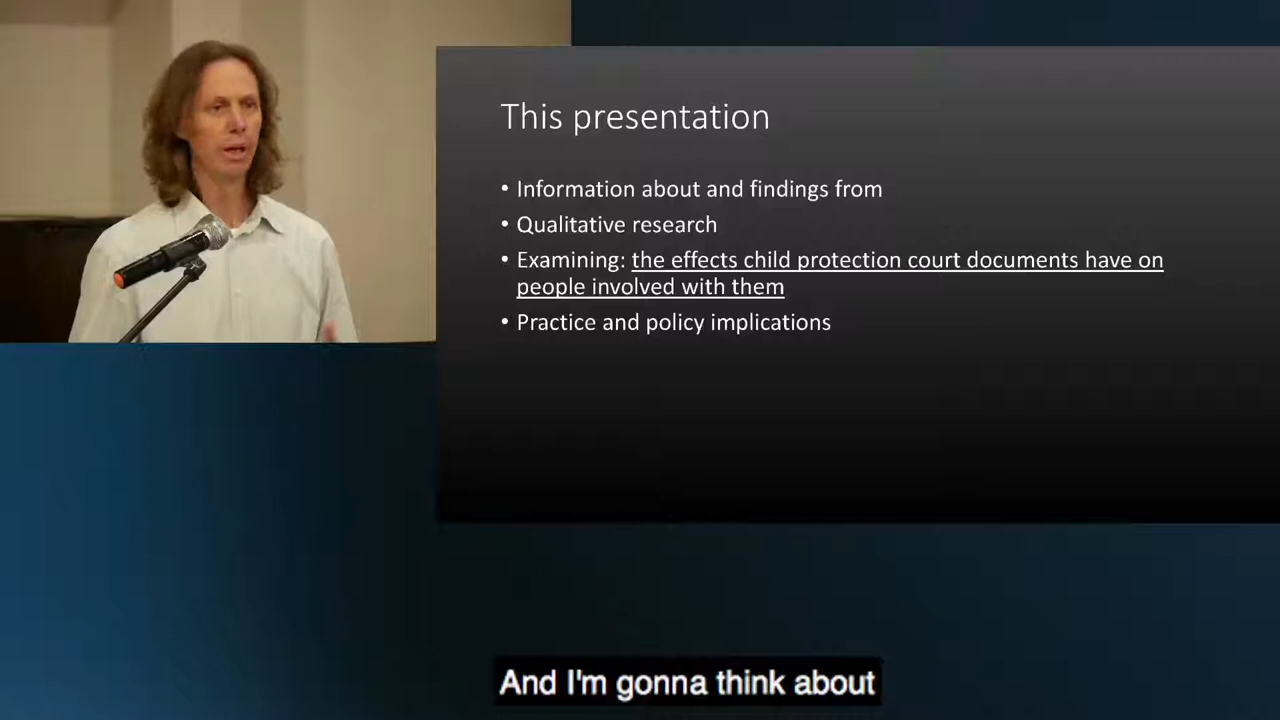 This presentation
• Information about and findings from
• Qualitative research
• Examining: the effects child protection court documents have on
people involved with them
• Practice and policy implications
And I'm gonna think about